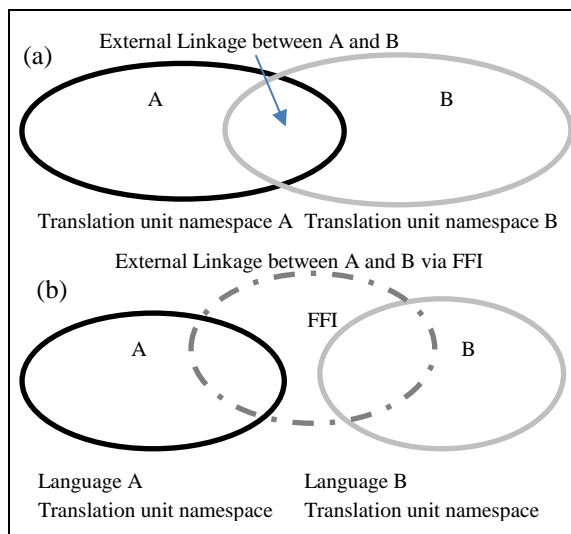 External Linkage between A and B
(a)
A
B
Translation unit namespace A
Translation unit namespace B
External Linkage between A and B via FFI
(b)
FFI
A
B
Language A
Translation unit namespace
Language B
Translation unit namespace